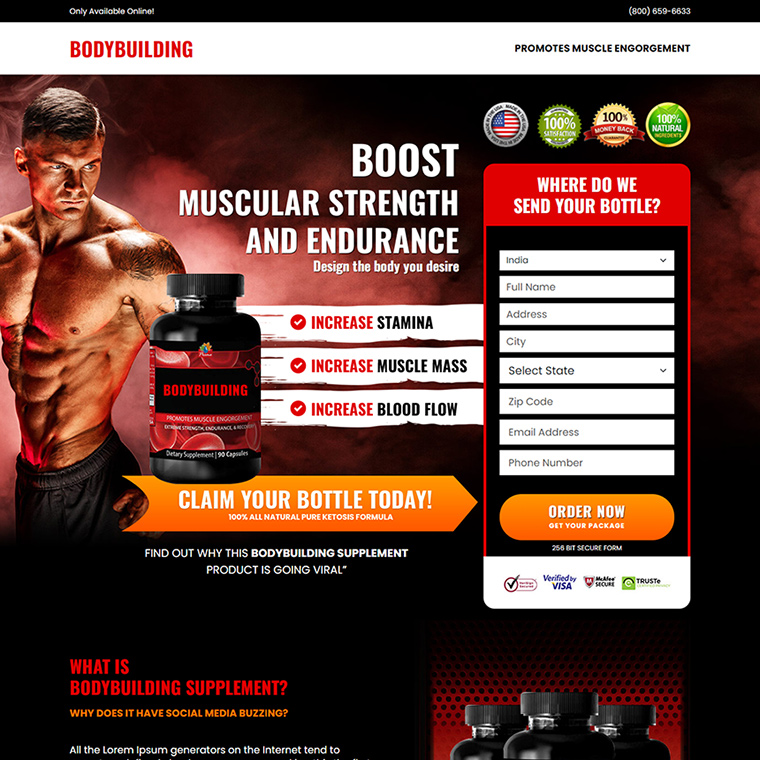 Only Available Online!
(800) 659-6633
BODYBUILDING
PROMOTES MUSCLE ENGORGEMENT
MADE IN THE USA MADE IN THE USA
100%
SATISFACTION
100%
MONEY BACK
GUARANTEE
100%
NATURAL
INGREDIENTS
BOOST
MUSCULAR STRENGTH
AND ENDURANCE
Design the body you desire
INCREASE STAMINA
INCREASE MUSCLE MASS
INCREASE BLOOD FLOW
BODYBUILDING
PROMOTES MUSCLE ENGORGEMENT
EXTREME STRENGTH, ENDURANCE, & RECOVERY
Dietary Supplement | 90 Capsules
CLAIM YOUR BOTTLE TODAY!
100% ALL NATURAL PURE KETOSIS FORMULA
FIND OUT WHY THIS BODYBUILDING SUPPLEMENT
PRODUCT IS GOING VIRAL”
WHERE DO WE
SEND YOUR BOTTLE?
India
Full Name
Address
City
Select State
Zip Code
Email Address
Phone Number
ORDER NOW
GET YOUR PACKAGE
256 BIT SECURE FORM
Verified by
VISA
McAfee
SECURE
TRUSTe
WHAT IS
BODYBUILDING SUPPLEMENT?
WHY DOES IT HAVE SOCIAL MEDIA BUZZING?
All the Lorem Ipsum generators on the Internet tend to